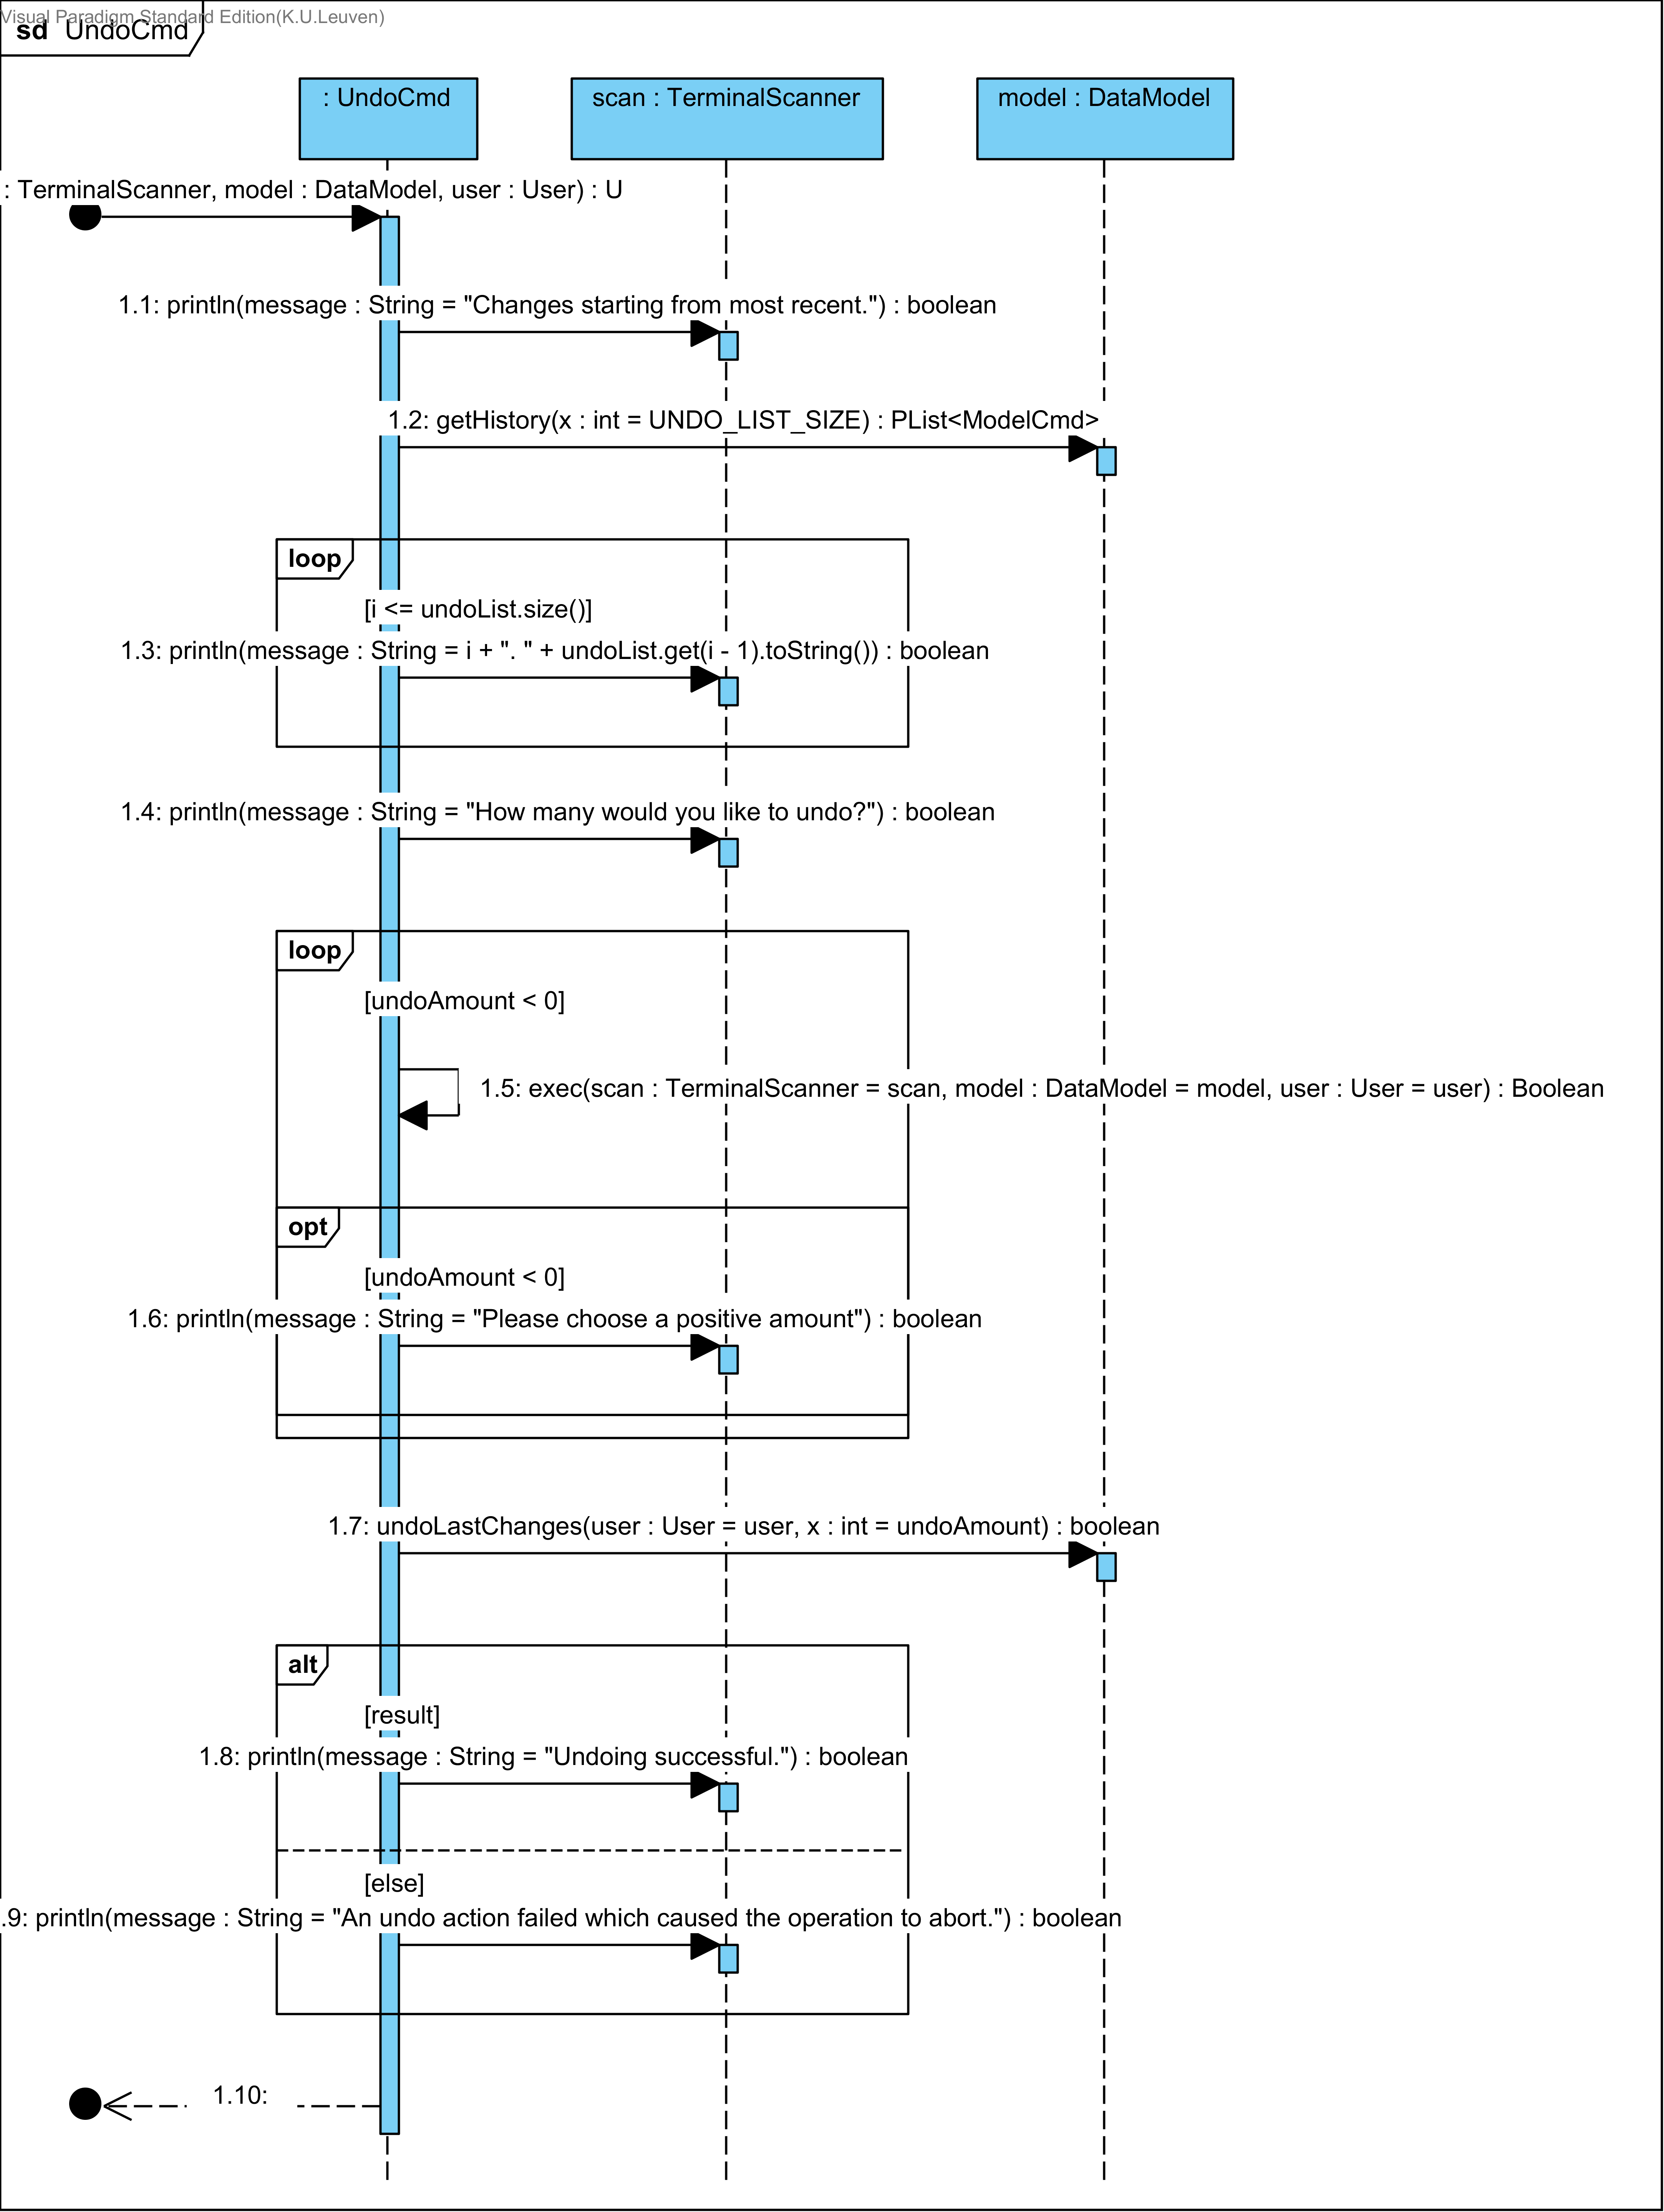 Visual Paradigm Standard Edition(K.U.Leuven)
sd UndoCmd
: UndoCmd
scan : TerminalScanner
model : DataModel
: TerminalScanner, model : DataModel, user : User) : U
1.1: println(message : String = "Changes starting from most recent.") : boolean
1.2: getHistory(x : int = UNDO_LIST_SIZE) : PList<ModelCmd>
loop
[i <= undoList.size()]
1.3: println(message : String = i + ". " + undoList.get(i - 1).toString()) : boolean
1.4: println(message : String = "How many would you like to undo?") : boolean
loop
[undoAmount < 0]
1.5: exec(scan : TerminalScanner = scan, model : DataModel = model, user : User = user) : Boolean
opt
[undoAmount < 0]
1.6: println(message : String = "Please choose a positive amount") : boolean
1.7: undoLastChanges(user : User = user, x : int = undoAmount) : boolean
alt
[result]
1.8: println(message : String = "Undoing successful.") : boolean
[else]
.9: println(message : String = "An undo action failed which caused the operation to abort.") : boolean
1.10: